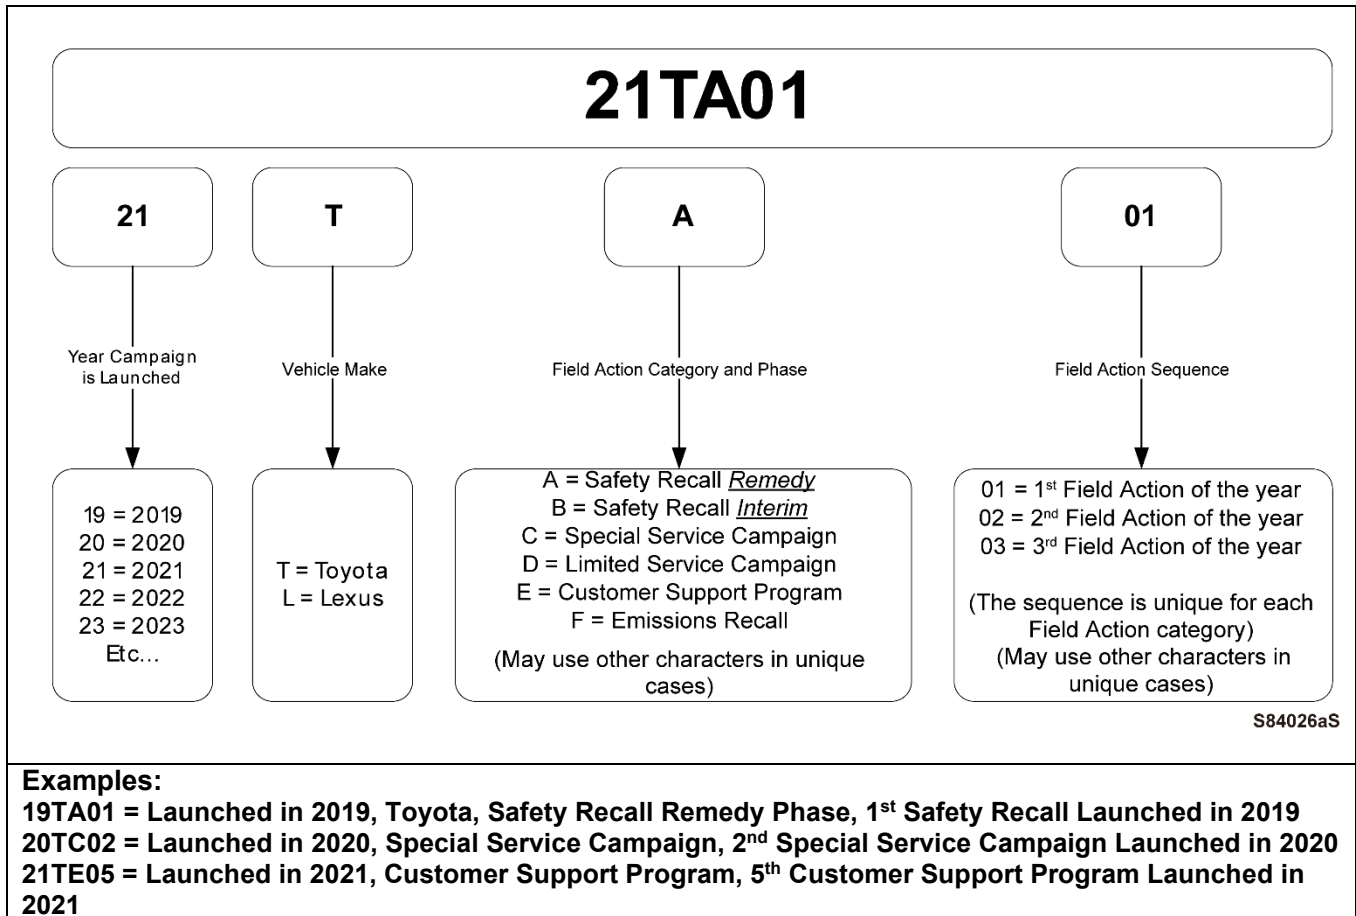 21TA01
21
T
A
01
Year Campaign
is Launched
Vehicle Make
Field Action Category and Phase
Field Action Sequence
19 = 2019
20 = 2020
21 = 2021
22 = 2022
23 = 2023
Etc...
T = Toyota
L = Lexus
A = Safety Recall Remedy
B = Safety Recall Interim
C = Special Service Campaign
D = Limited Service Campaign
E = Customer Support Program
F = Emissions Recall
(May use other characters in unique
cases)
01 = 1st Field Action of the year
02 = 2nd Field Action of the year
03 = 3rd Field Action of the year
(The sequence is unique for each
Field Action category)
(May use other characters in
unique cases)
S84026aS
Examples:
19TA01 = Launched in 2019, Toyota, Safety Recall Remedy Phase, 1st Safety Recall Launched in 2019
20TC02 = Launched in 2020, Special Service Campaign, 2nd Special Service Campaign Launched in 2020
21TE05 = Launched in 2021, Customer Support Program, 5th Customer Support Program Launched in
2021